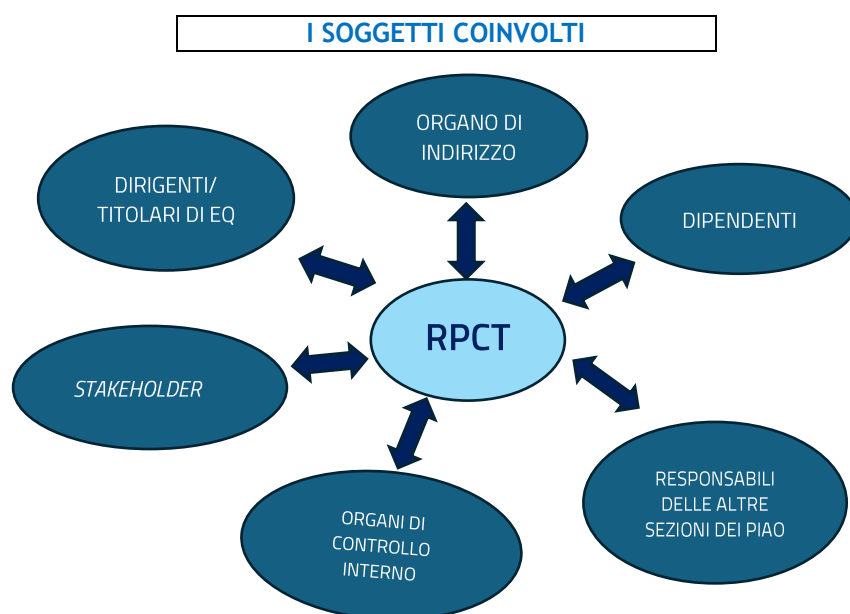 I SOGGETTI COINVOLTI
ORGANO DI
INDIRIZZO
DIRIGENTI/
TITOLARI DI EQ
DIPENDENTI
RPCT
STAKEHOLDER
RESPONSABILI
DELLE ALTRE
SEZIONI DEI PIAO
ORGANI DI
CONTROLLO
INTERNO